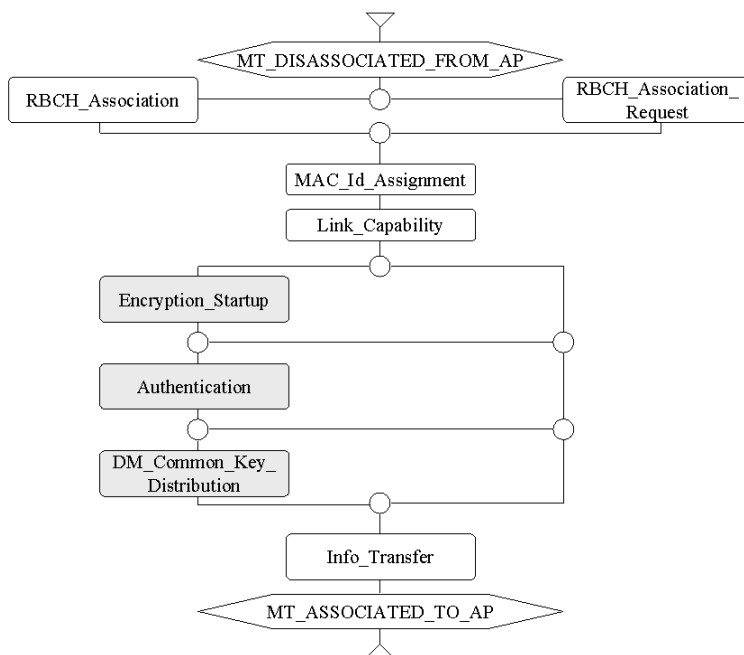 MT_DISASSOCIATED_FROM_AP
RBCH_Association
RBCH_Association_
Request
MAC_Id_Assignment
Link_Capability
Encryption_Startup
Authentication
DM_Common_Key_
Distribution
Info_Transfer
MT_ASSOCIATED_TO_AP